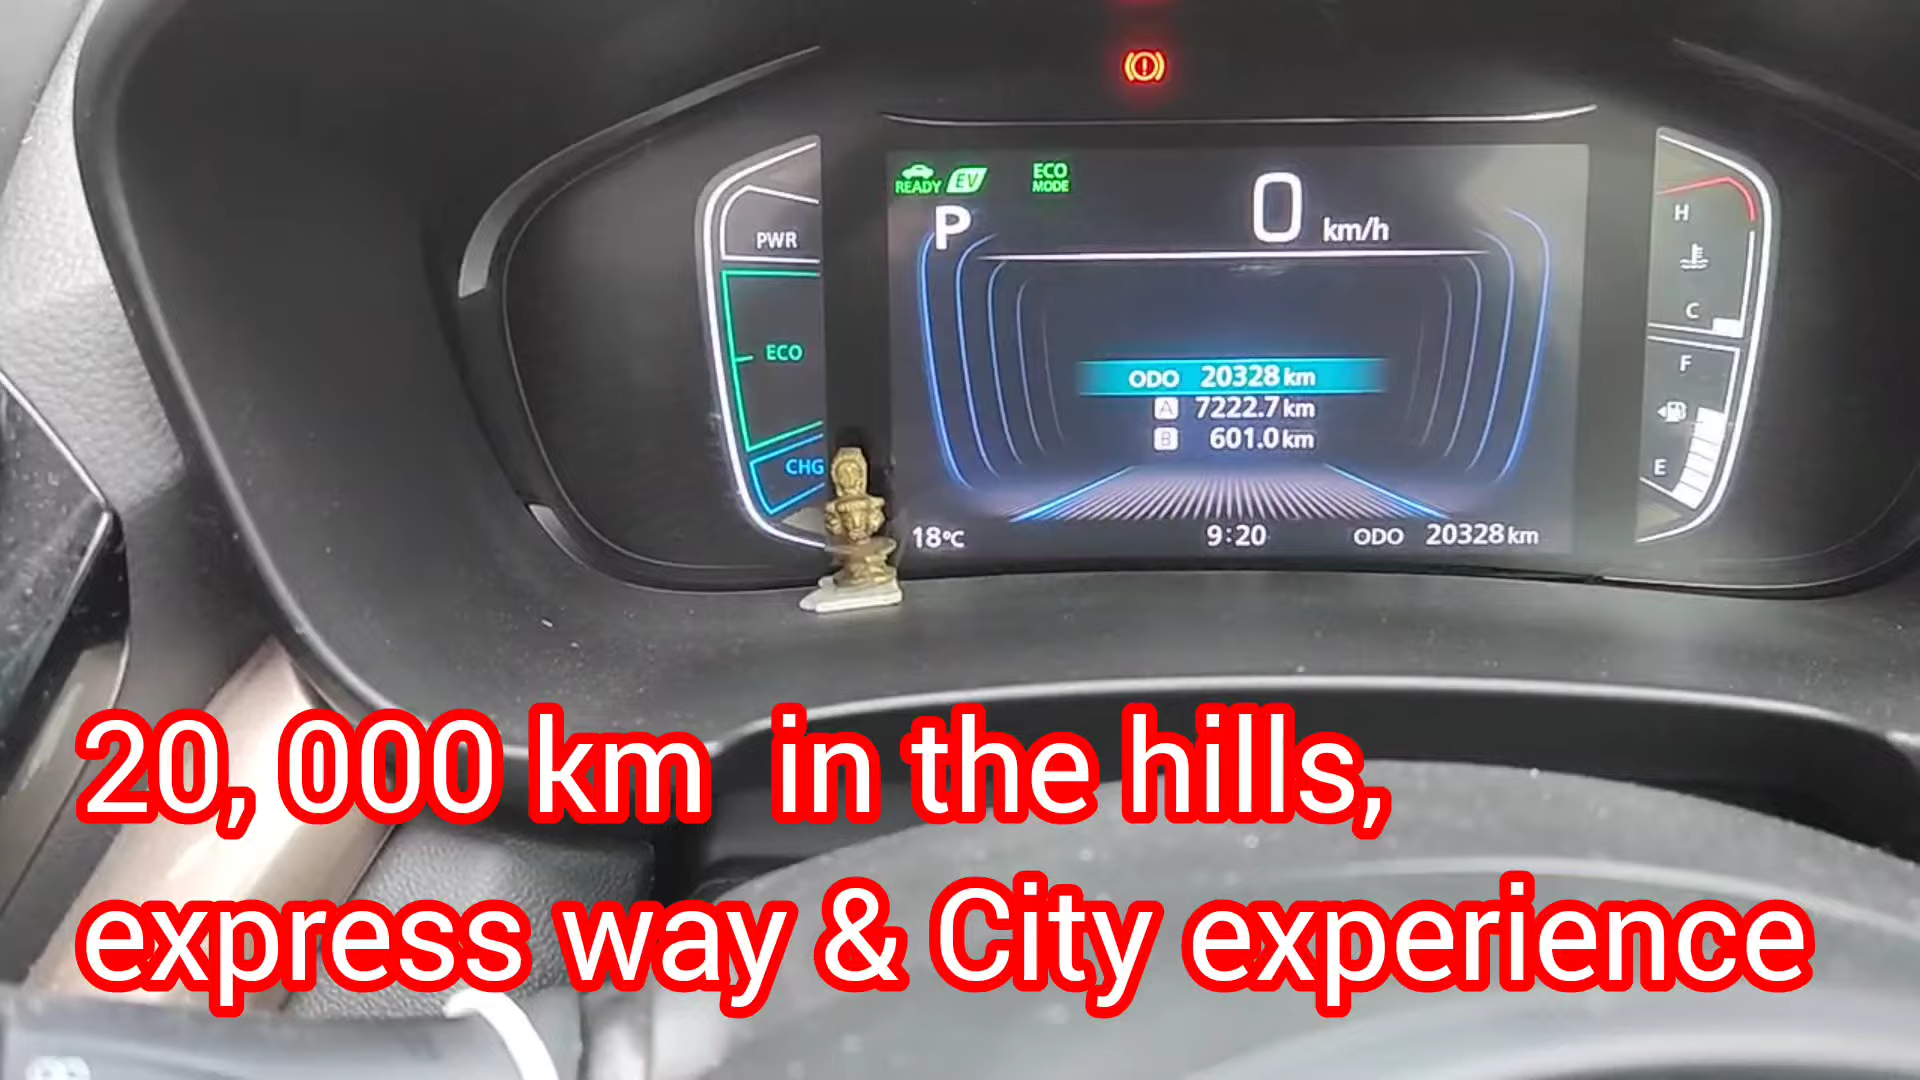 READY EV ECO MODE
P 0 km/h
PWR
ECO
CHG
H
C
F
E
ODO 20328 km
A 7222.7 km
B 601.0 km
18°C 9:20 ODO 20328 km
20, 000 km in the hills,
express way & City experience